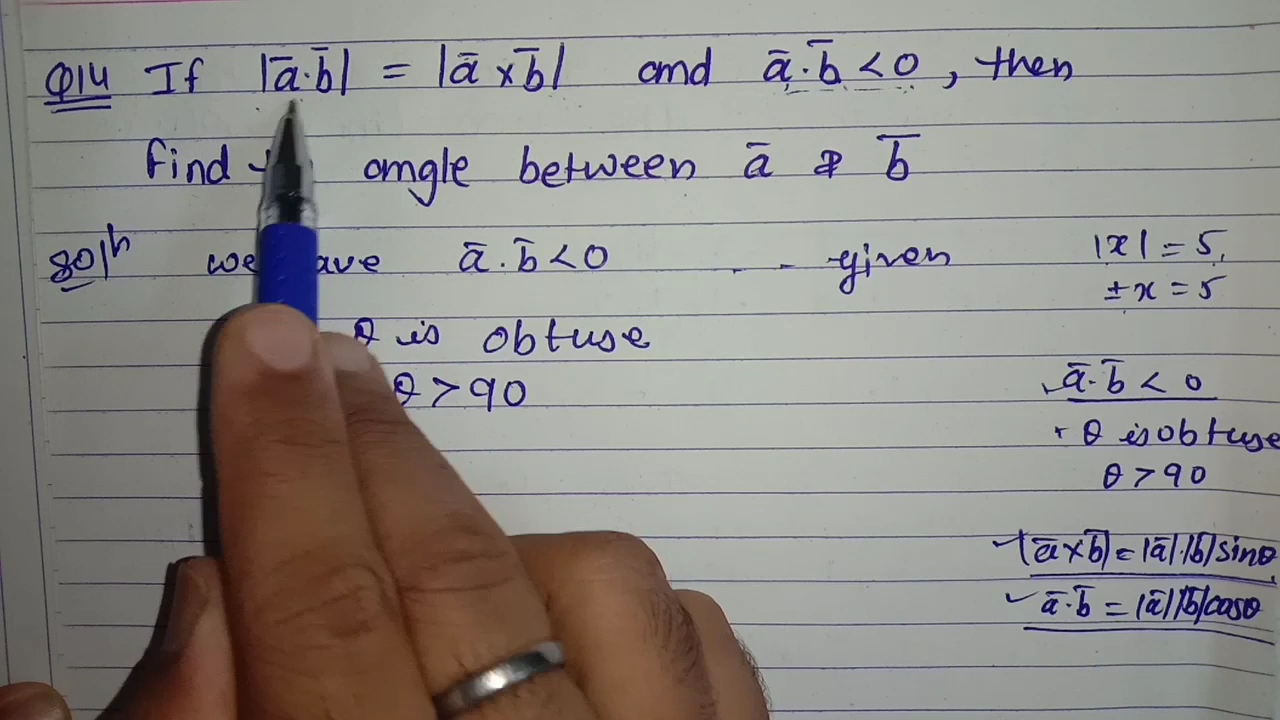 Q14 If |ā·b̄| = |ā×b̄| and ā·b̄<0, then
find angle between ā & b̄
Solⁿ we have ā·b̄<0 - - - given
|x| = 5,
±x = 5
θ is obtuse
θ > 90
ā·b̄ < 0
θ is obtuse
θ > 90
|ā×b̄| = |ā|·|b̄| sinθ
ā·b̄ = |ā||b̄| cosθ